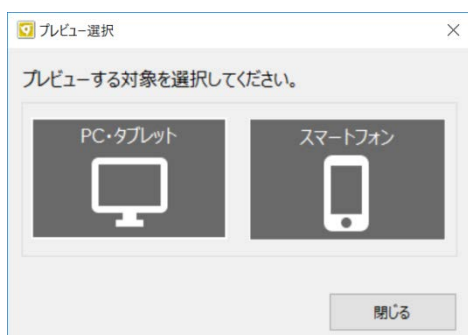 プレビュー選択
プレビューする対象を選択してください。
PC・タブレット
スマートフォン
閉じる